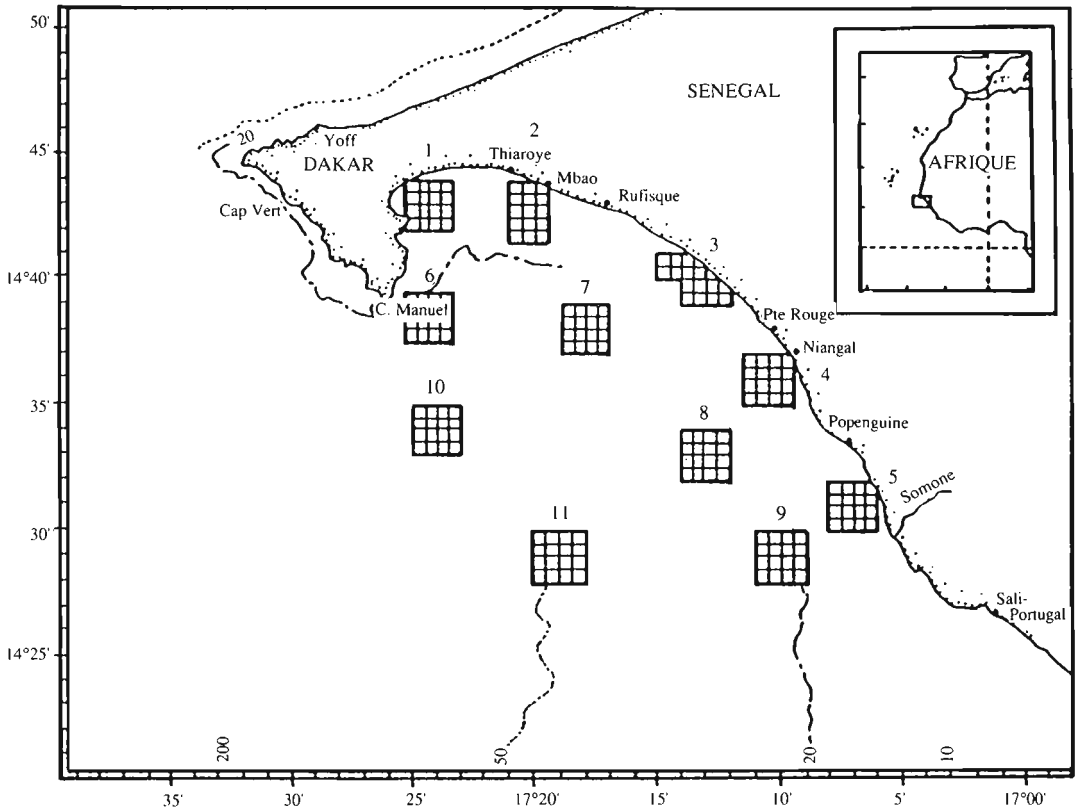 50'
SENEGAL
AFRIQUE
20
Yoff
45'
DAKAR
1
2
Thiaroye
Mbao
Rufisque
Cap Vert
3
14°40'
6
7
C. Manuel
Pte Rouge
Niangal
4
35'
10
8
Popenguine
5
Somone
30'
11
9
Sali-
Portugal
14°25'
200
50
20
10
35'
30'
25'
17°20'
15'
10'
5'
17°00'